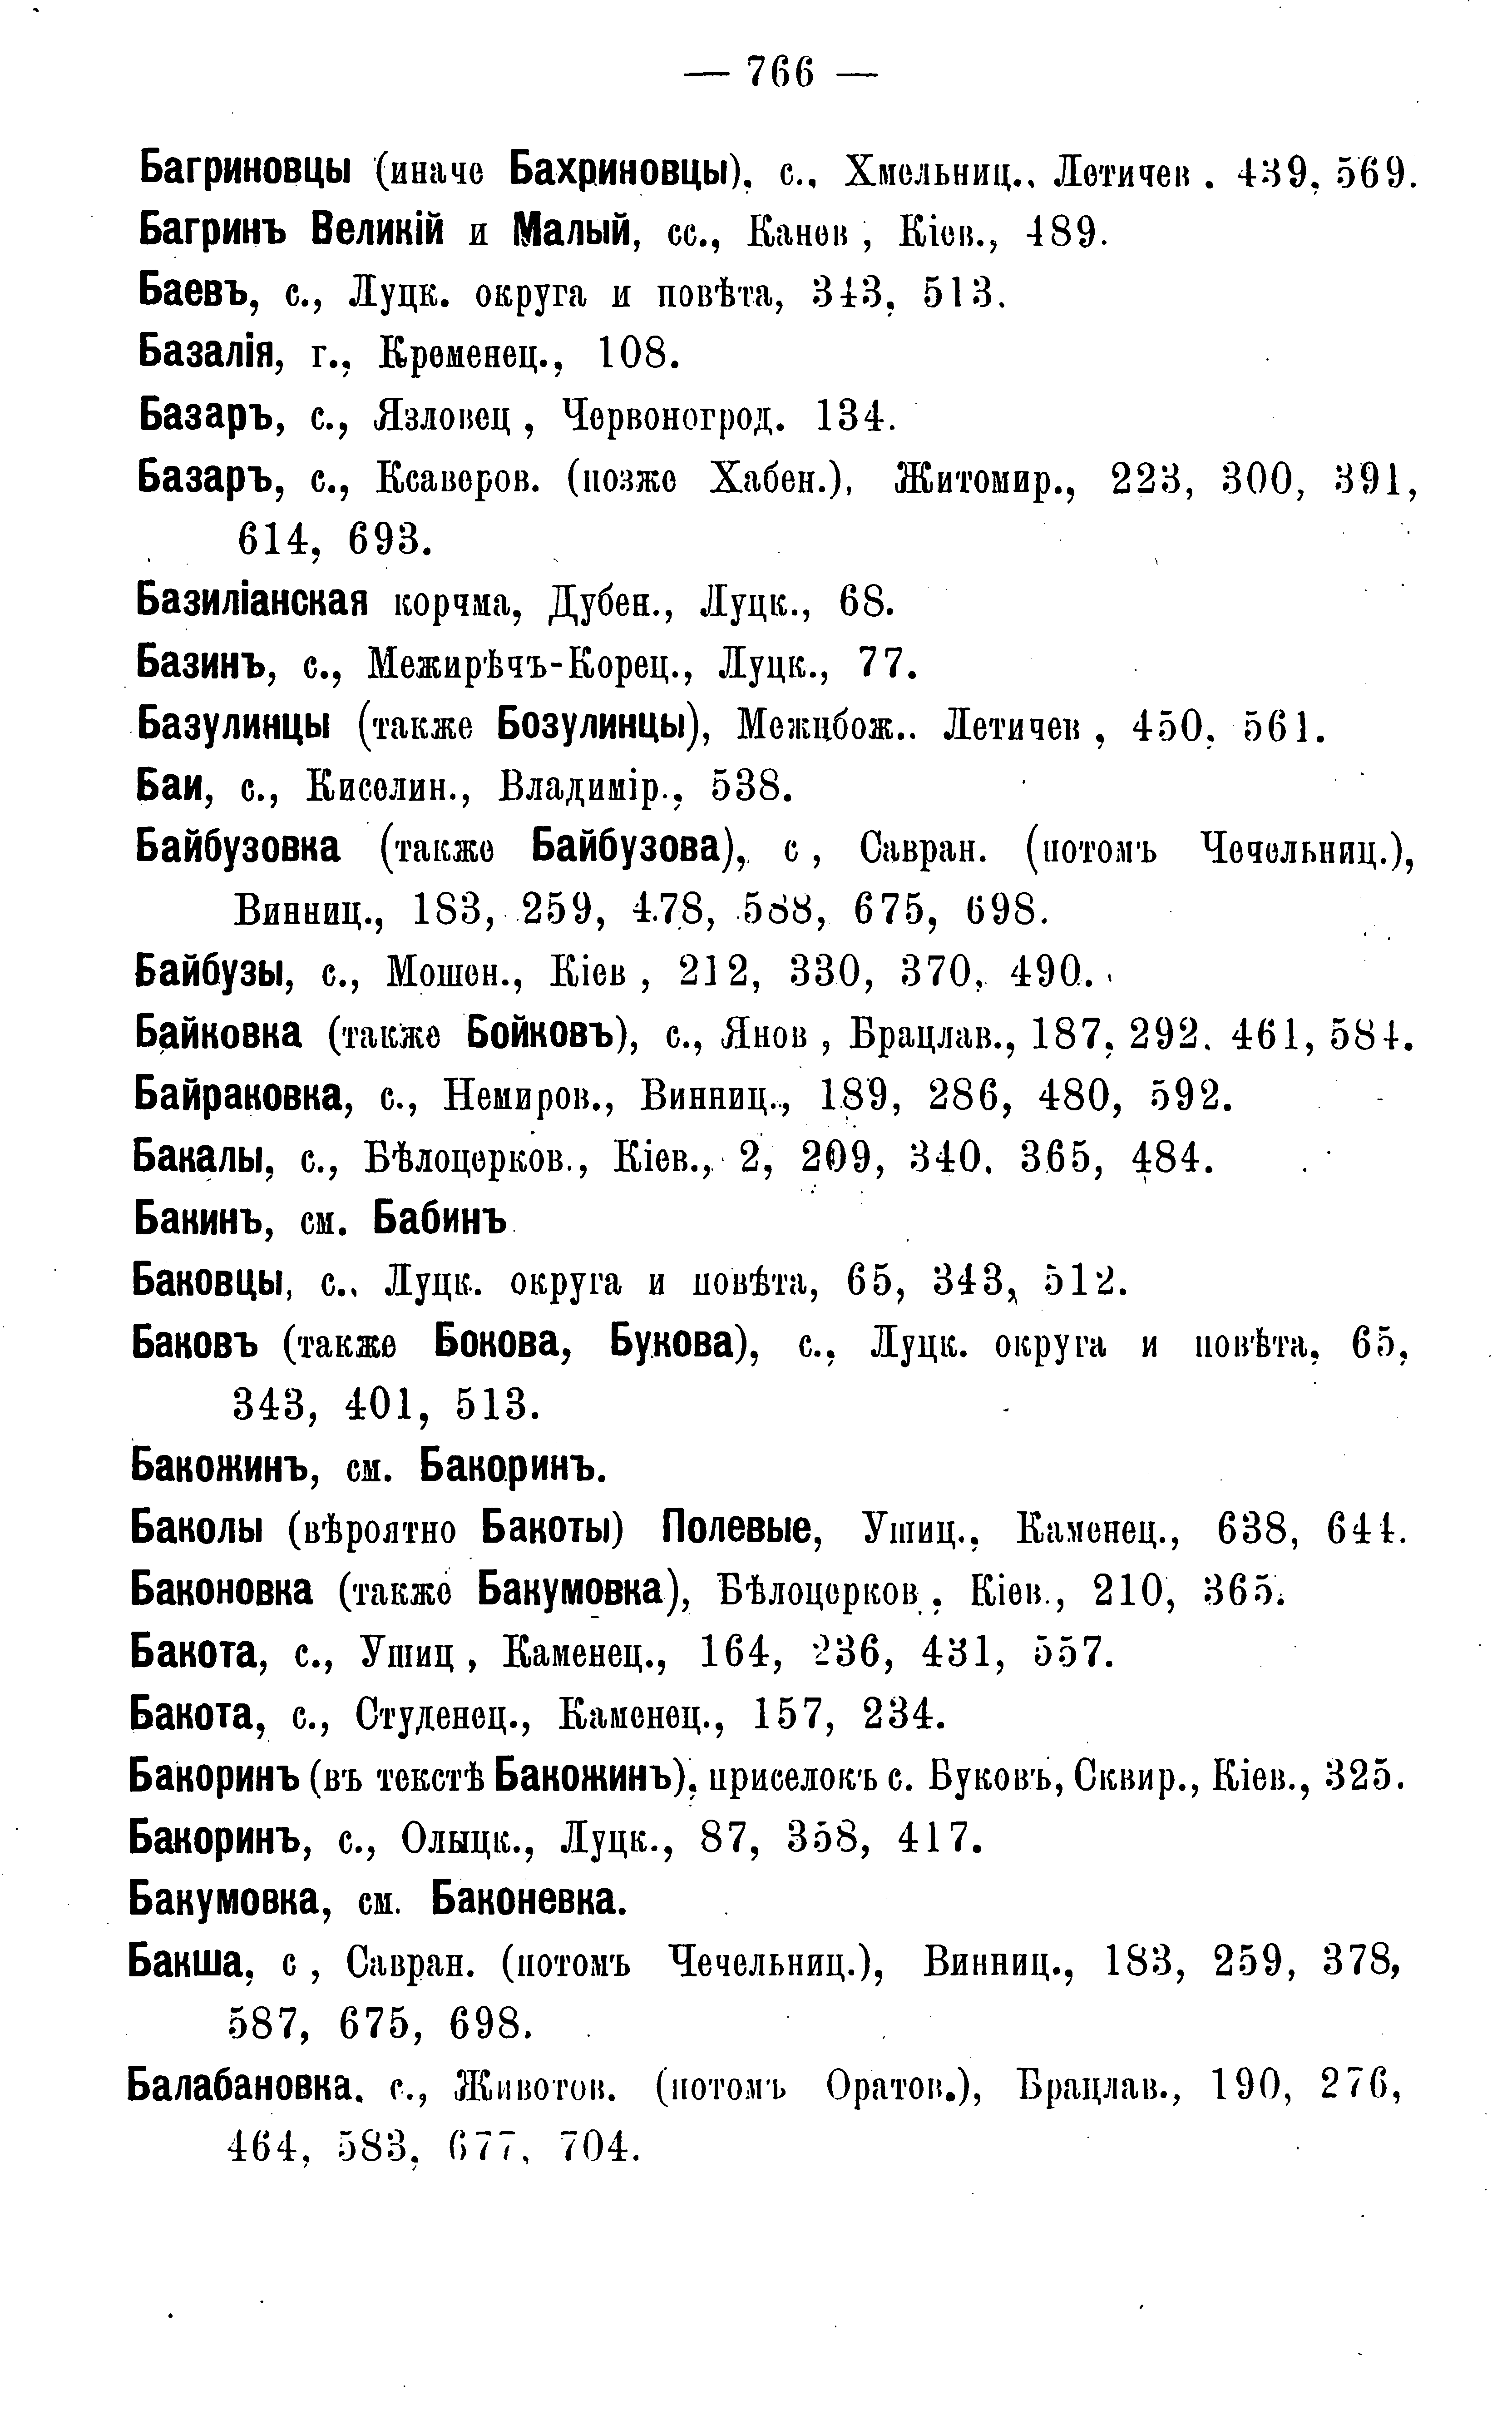 — 766 —
Багриновцы (иначе Бахриновцы), с., Хмельниц., Летичев. 439, 569.
Багринъ Великій и Малый, сс., Канев, Кіев., 489.
Баевъ, с., Луцк. округа и повѣта, 343, 513.
Базалія, г., Кременец., 108.
Базаръ, с., Язловец, Червоногрод. 134.
Базаръ, с., Ксаверов. (позже Хабен.), Житомир., 223, 300, 391,
614, 693.
Базиліанская корчма, Дубен., Луцк., 68.
Базинъ, с., Межирѣчъ-Корец., Луцк., 77.
Базулинцы (также Бозулинцы), Межибож.. Летичев, 450, 561.
Баи, с., Киселин., Владимір., 538.
Байбузовка (также Байбузова), с, Савран. (потомъ Чечельниц.),
Винниц., 183, 259, 478, 588, 675, 698.
Байбузы, с., Мошен., Кіев, 212, 330, 370, 490.
Байковка (также Бойковъ), с., Янов, Брацлав., 187, 292. 461, 584.
Байраковка, с., Немиров., Винниц., 189, 286, 480, 592.
Бакалы, с., Бѣлоцерков., Кіев., 2, 209, 340, 365, 484.
Бакинъ, см. Бабинъ
Баковцы, с., Луцк. округа и повѣта, 65, 343, 512.
Баковъ (также Бокова, Букова), с., Луцк. округа и повѣта, 65,
343, 401, 513.
Бакожинъ, см. Бакоринъ.
Баколы (вѣроятно Бакоты) Полевые, Ушиц., Каменец., 638, 644.
Баконовка (также Бакумовка), Бѣлоцерков., Кіев., 210, 365.
Бакота, с., Ушиц, Каменец., 164, 236, 431, 557.
Бакота, с., Студенец., Каменец., 157, 234.
Бакоринъ (въ текстѣ Бакожинъ), приселокъ с. Буковъ, Сквир., Кіев., 325.
Бакоринъ, с., Олыцк., Луцк., 87, 358, 417.
Бакумовка, см. Баконевка.
Бакша, с, Савран. (потомъ Чечельниц.), Винниц., 183, 259, 378,
587, 675, 698.
Балабановка, с., Животов. (потомъ Оратов.), Брацлав., 190, 276,
464, 583, 677, 704.